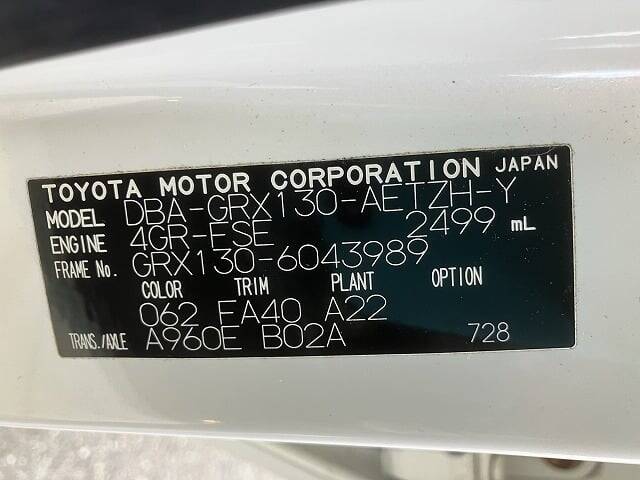 TOYOTA MOTOR CORPORATION JAPAN
MODEL DBA-GRX130-AETZH-Y
ENGINE 4GR-FSE 2499 mL
FRAME No. GRX130-6043989
COLOR TRIM PLANT OPTION
062 FA40 A22
TRANS./AXLE A960E B02A 728